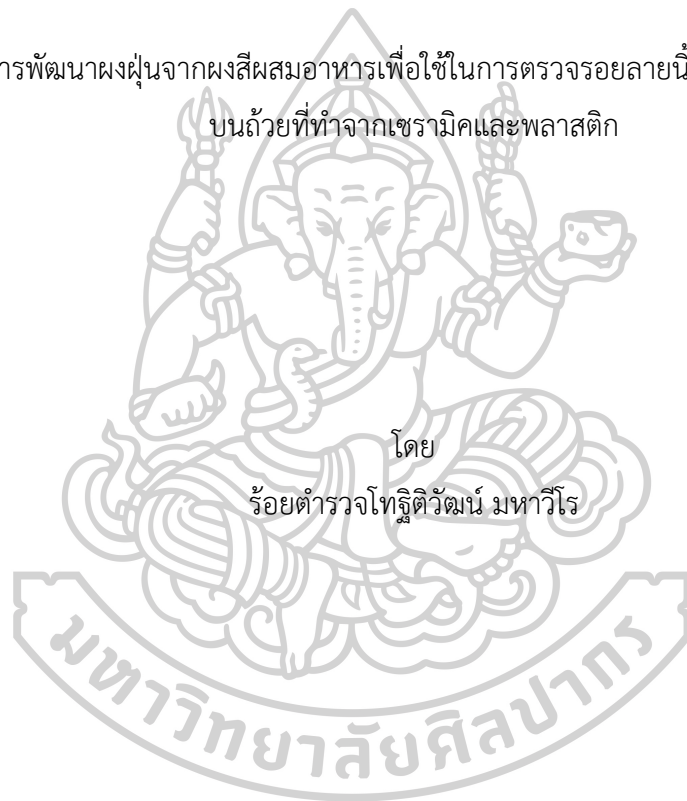 ารพัฒนาผงฝุ่นจากผงสีผสมอาหารเพื่อใช้ในการตรวจรอยลายนิ้
บนถ้วยที่ทำจากเซรามิคและพลาสติก
โดย
ร้อยตำรวจโทฐิติวัฒน์ มหาวีโร
มหาวิทยาลัยศิลปากร